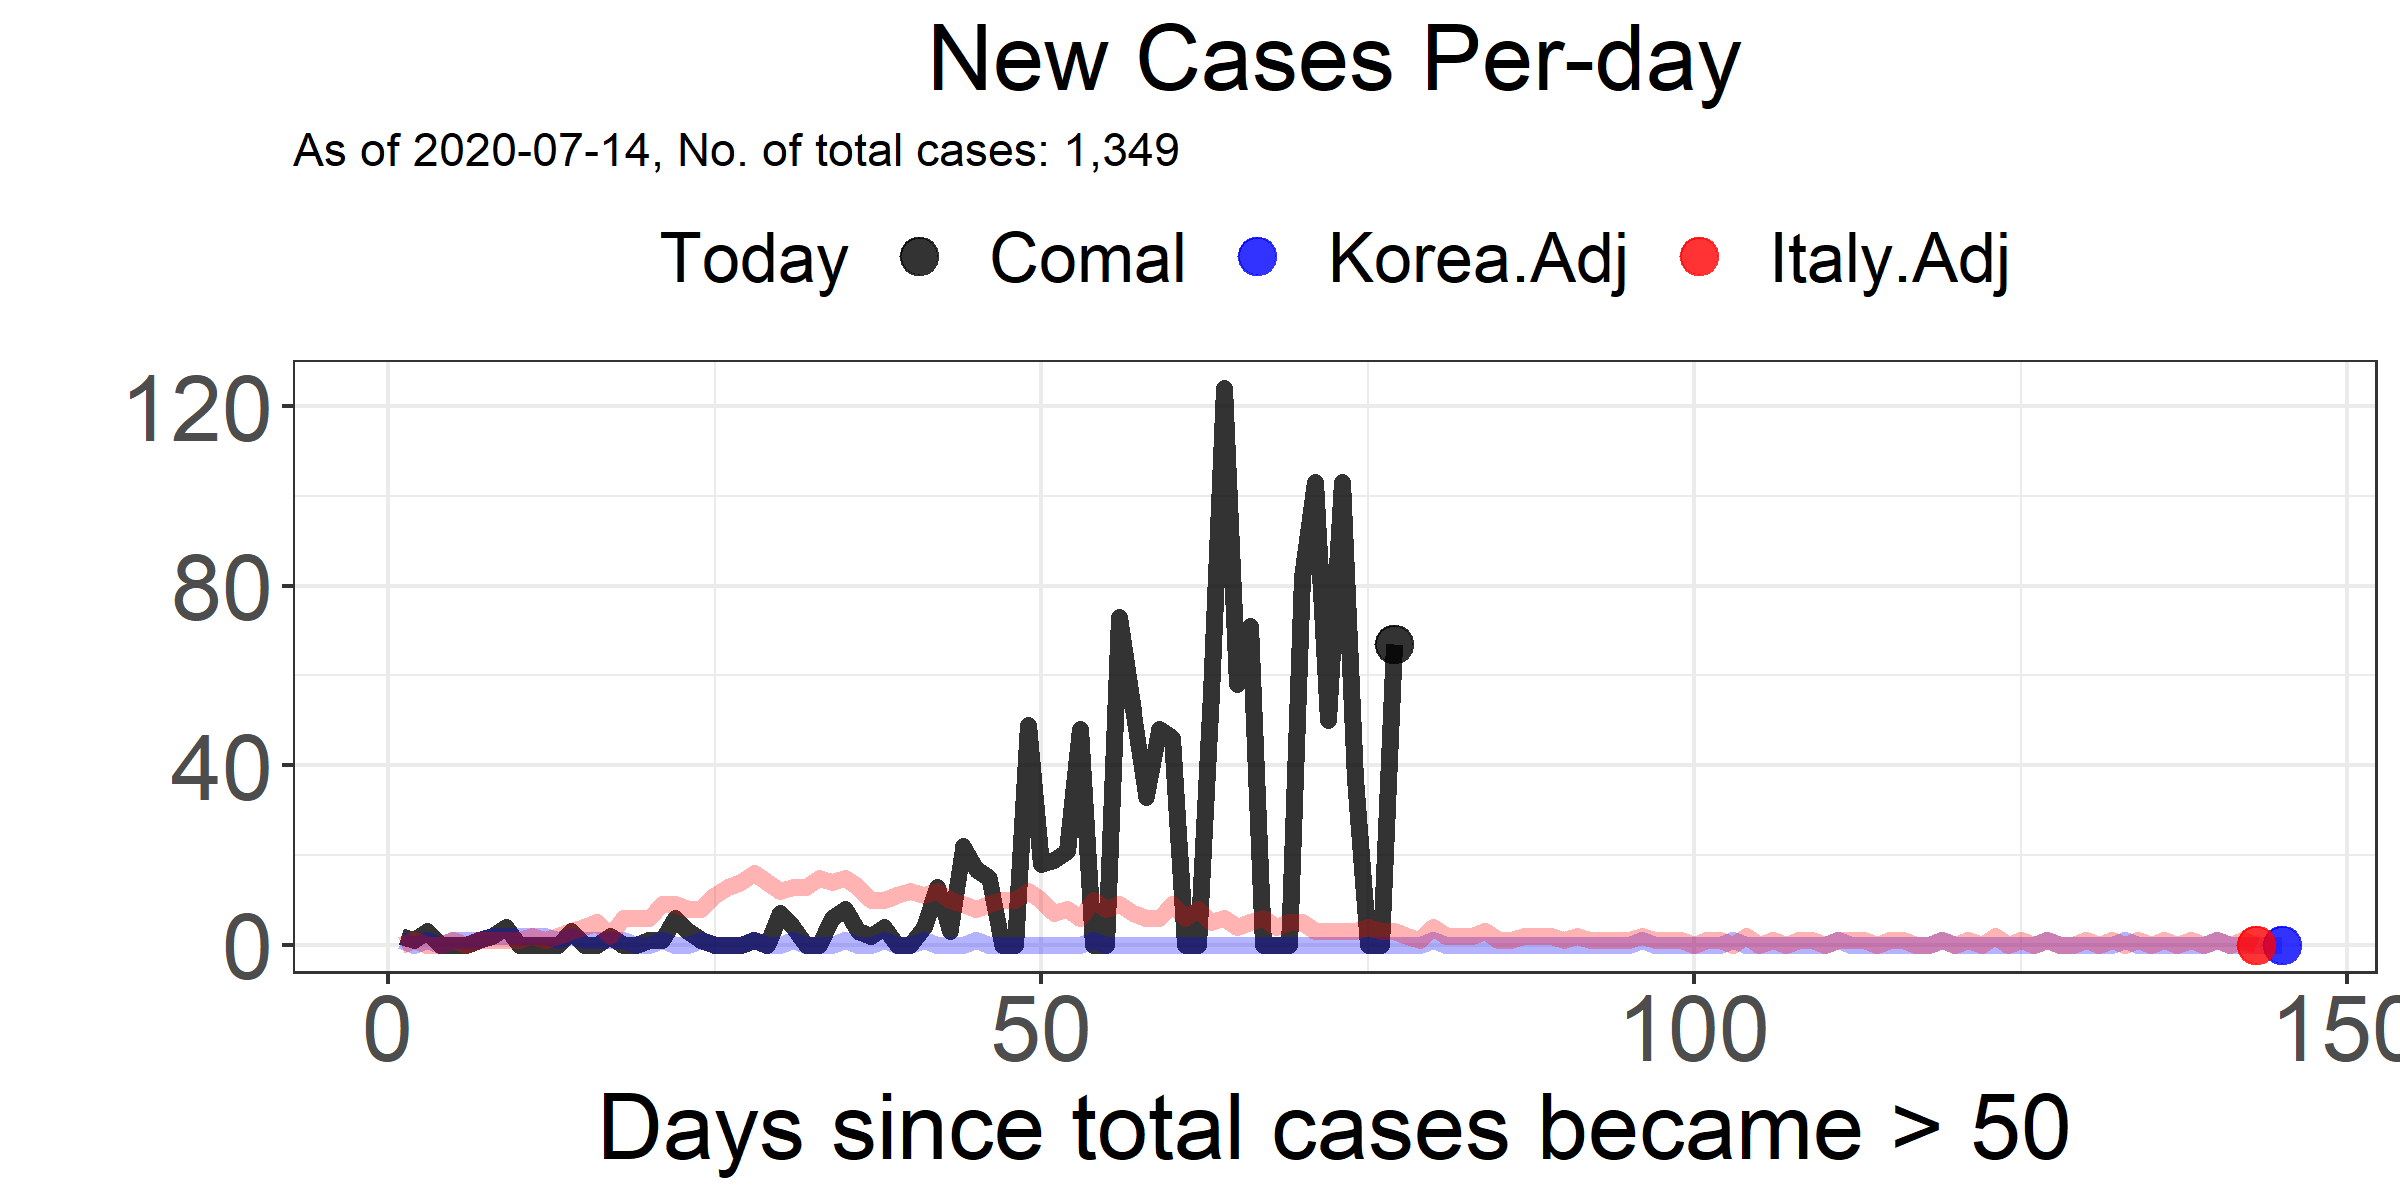 New Cases Per-day
As of 2020-07-14, No. of total cases: 1,349
Today Comal Korea.Adj Italy.Adj
120
80
40
0
0 50 100 150
Days since total cases became > 50